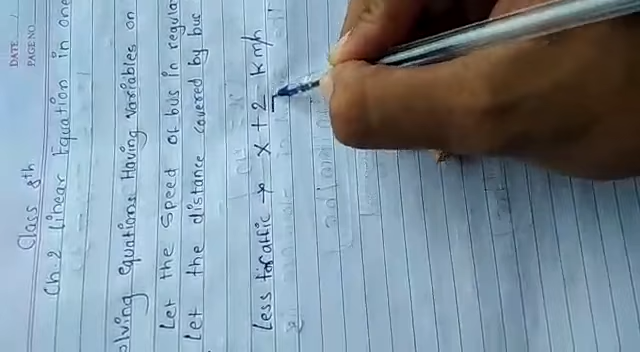 DATE
PAGE NO
Class 8th
Ch 2 Linear Equation in one
olving equations Having variables on
Let the speed of bus in regula
Let the distance covered by bus
Less traffic → x + 2 km/h